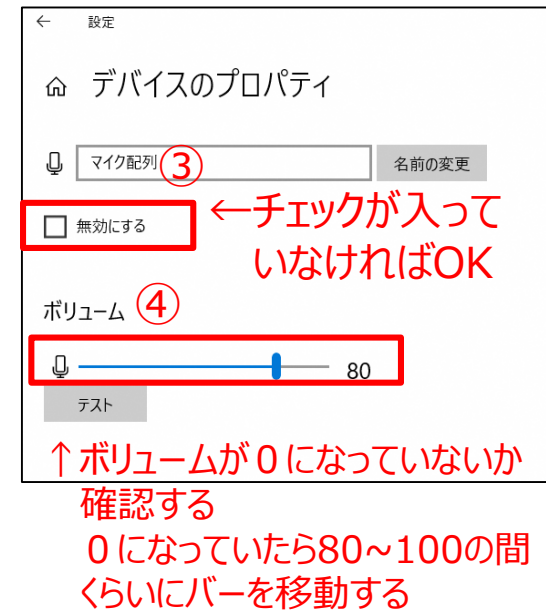 ← 設定
デバイスのプロパティ
マイク配列 ③ 名前の変更
無効にする
←チェックが入って
いなければOK
ボリューム ④
80
テスト
↑ボリュームが０になっていないか
確認する
０になっていたら80~100の間
くらいにバーを移動する